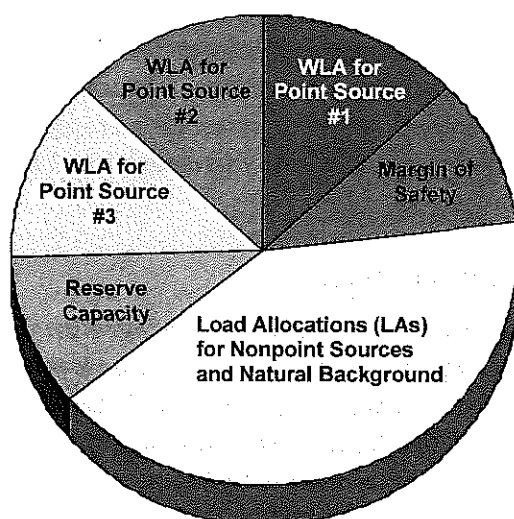 WLA for
Point Source
#2
WLA for
Point Source
#1
Margin of
Safety
WLA for
Point Source
#3
Reserve
Capacity
Load Allocations (LAs)
for Nonpoint Sources
and Natural Background